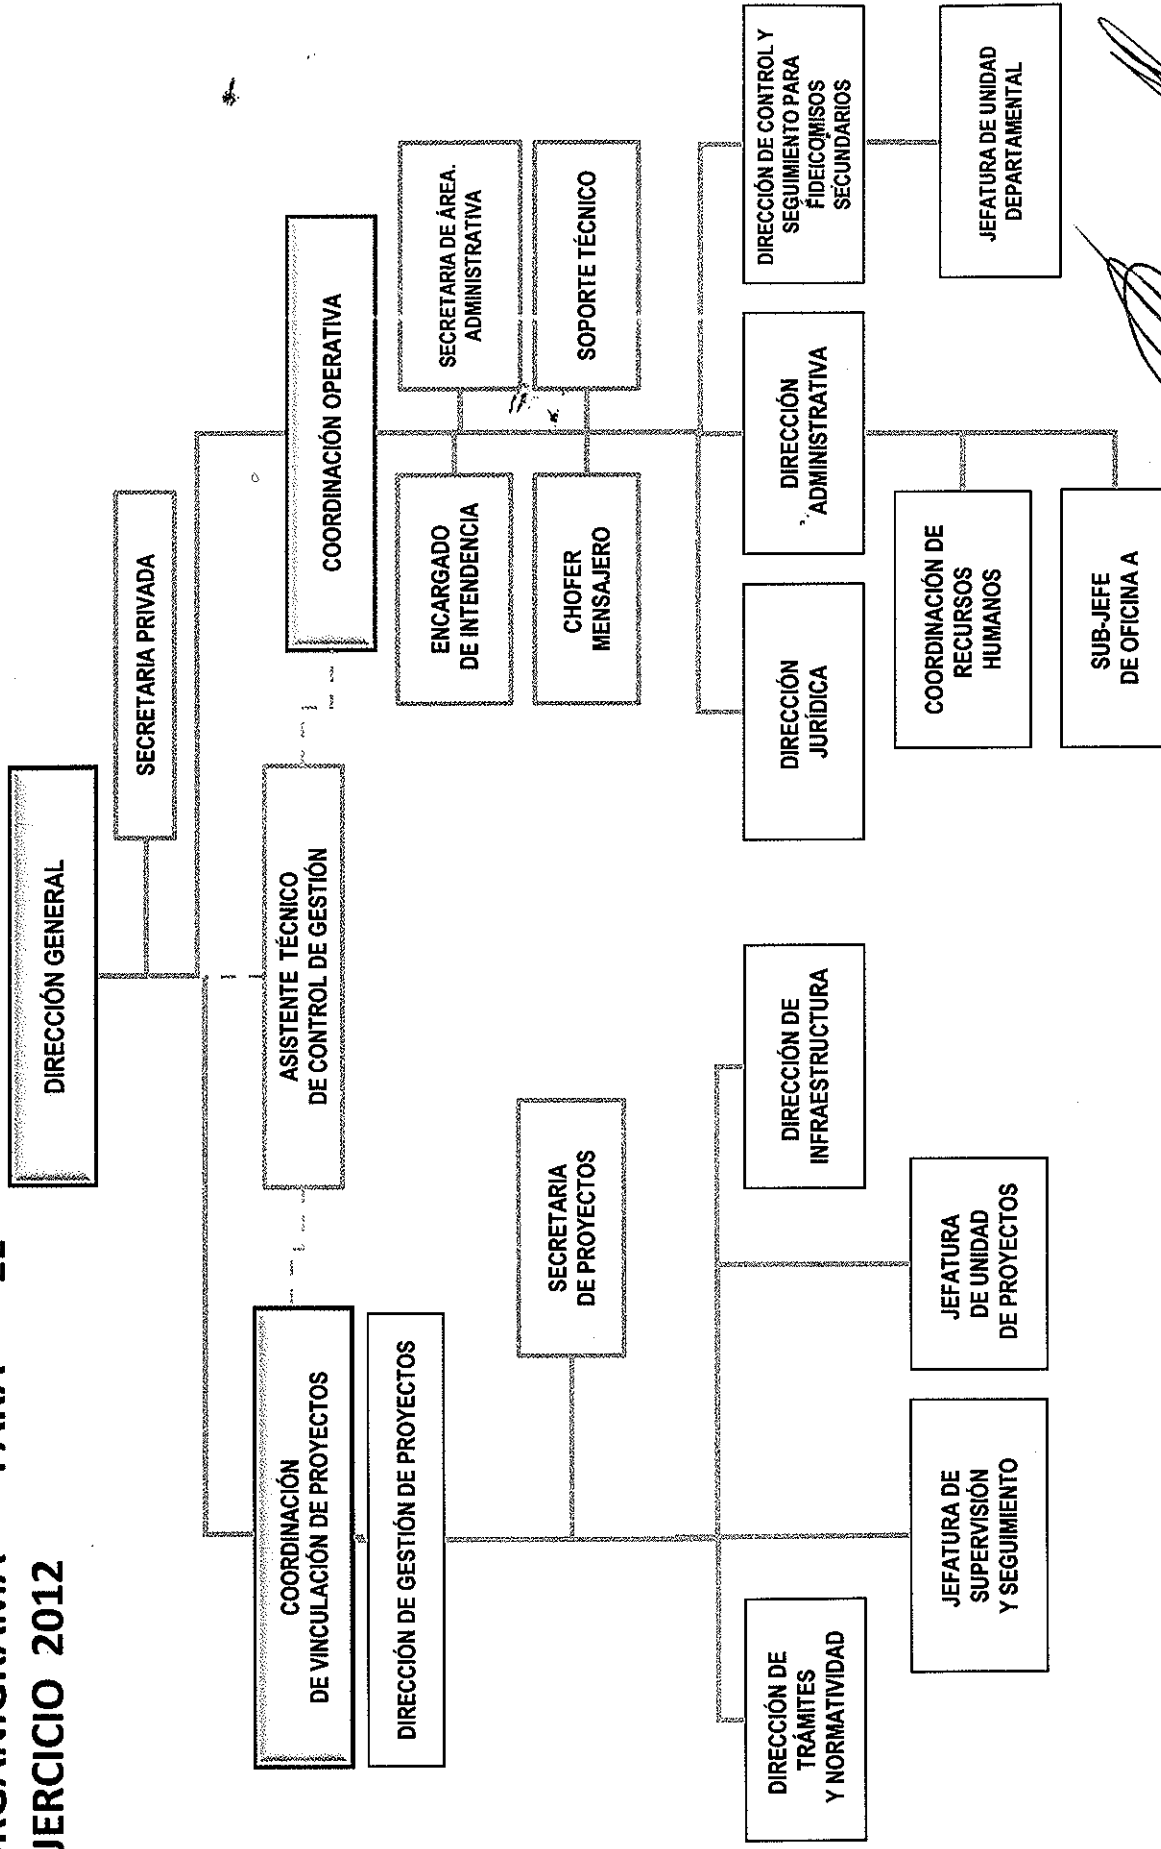 EJERCICIO 2012
DIRECCIÓN GENERAL
SECRETARIA PRIVADA
COORDINACIÓN
DE VINCULACIÓN DE PROYECTOS
ASISTENTE TÉCNICO
DE CONTROL DE GESTIÓN
COORDINACIÓN OPERATIVA
DIRECCIÓN DE GESTIÓN DE PROYECTOS
ENCARGADO
DE INTENDENCIA
SECRETARIA DE ÁREA.
ADMINISTRATIVA
SECRETARIA
DE PROYECTOS
CHOFER
MENSAJERO
SOPORTE TÉCNICO
DIRECCIÓN DE
TRÁMITES
Y NORMATIVIDAD
DIRECCIÓN DE
INFRAESTRUCTURA
DIRECCIÓN
JURÍDICA
DIRECCIÓN
ADMINISTRATIVA
DIRECCIÓN DE CONTROL Y
SEGUIMIENTO PARA
FIDEICOMISOS
SECUNDARIOS
JEFATURA DE
SUPERVISIÓN
Y SEGUIMIENTO
JEFATURA
DE UNIDAD
DE PROYECTOS
COORDINACIÓN DE
RECURSOS
HUMANOS
JEFATURA DE UNIDAD
DEPARTAMENTAL
SUB-JEFE
DE OFICINA A